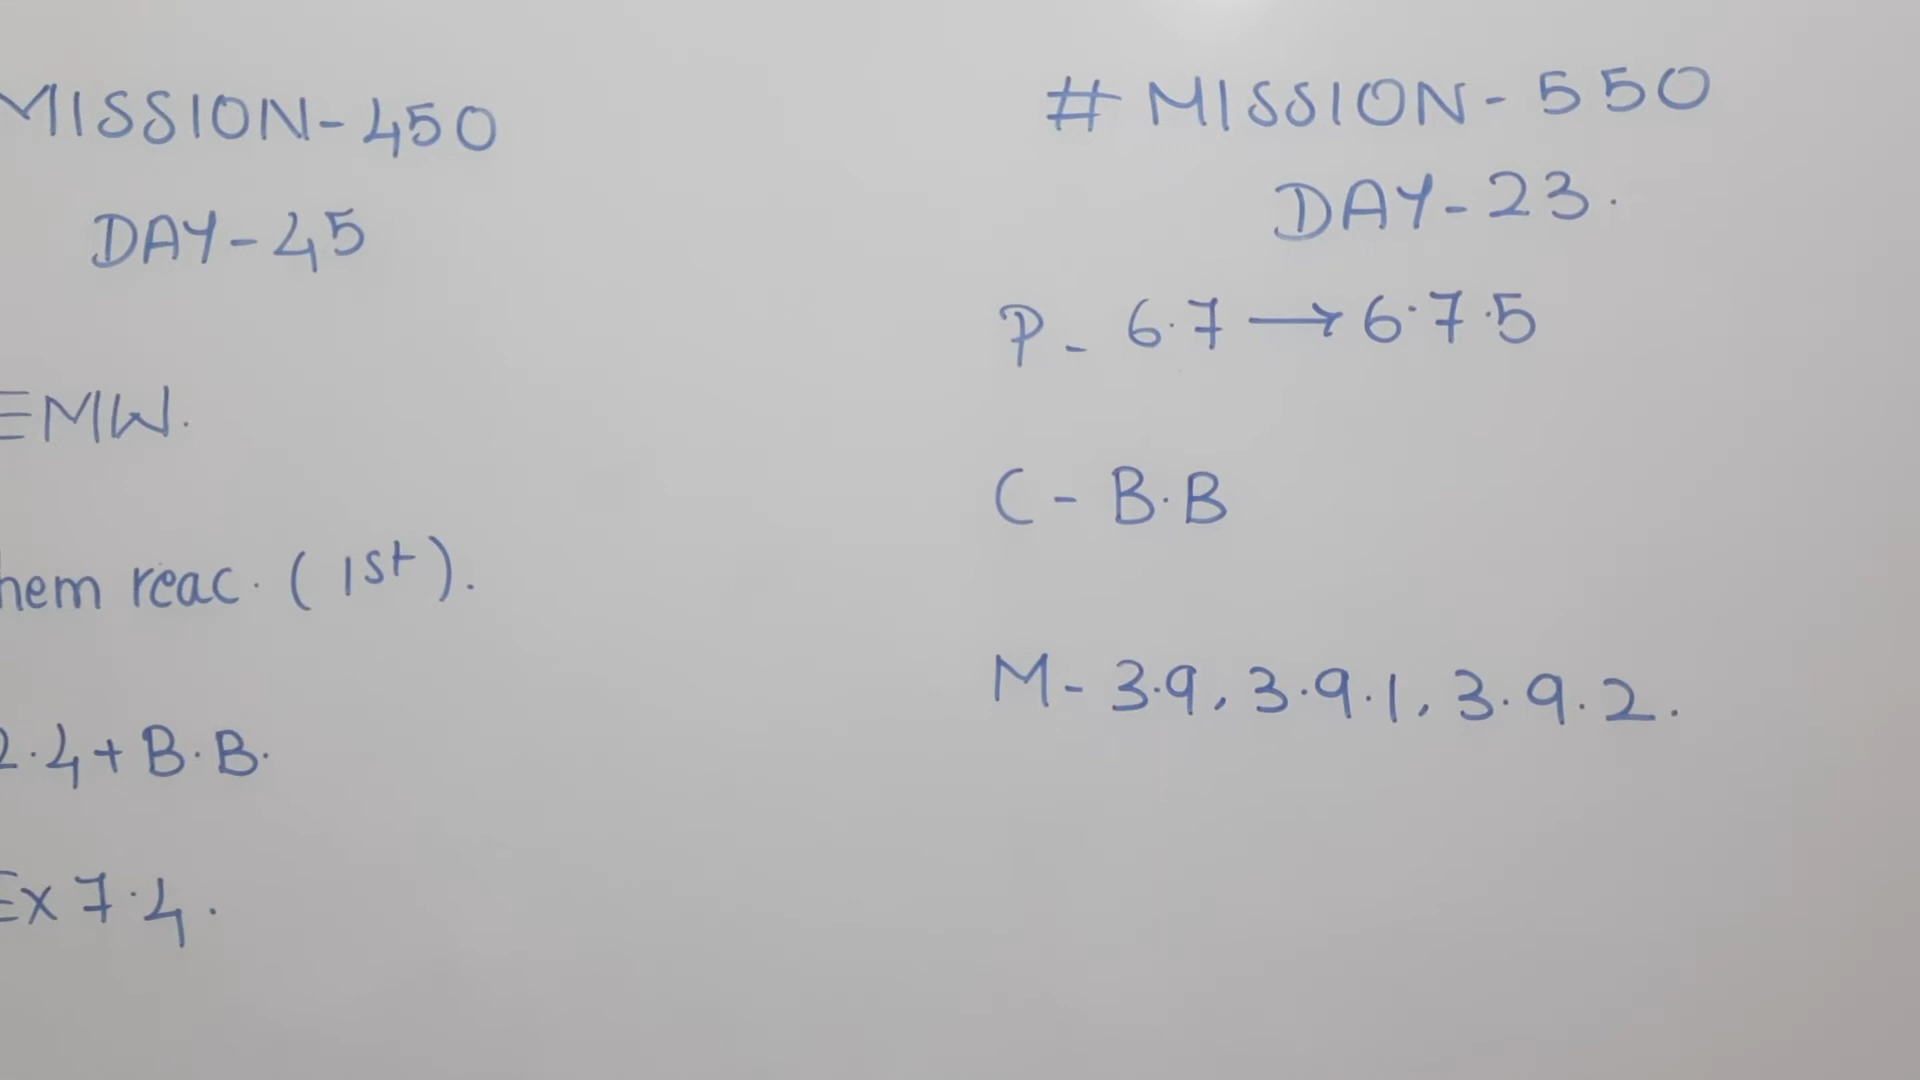 MISSION-450
DAY-45
EMW.
hem reac. (1st).
2.4+ B.B.
Ex 7.4.
# MISSION-550
DAY-23.
P- 6.7 → 6.7.5
C- B.B
M- 3.9, 3.9.1, 3.9.2.